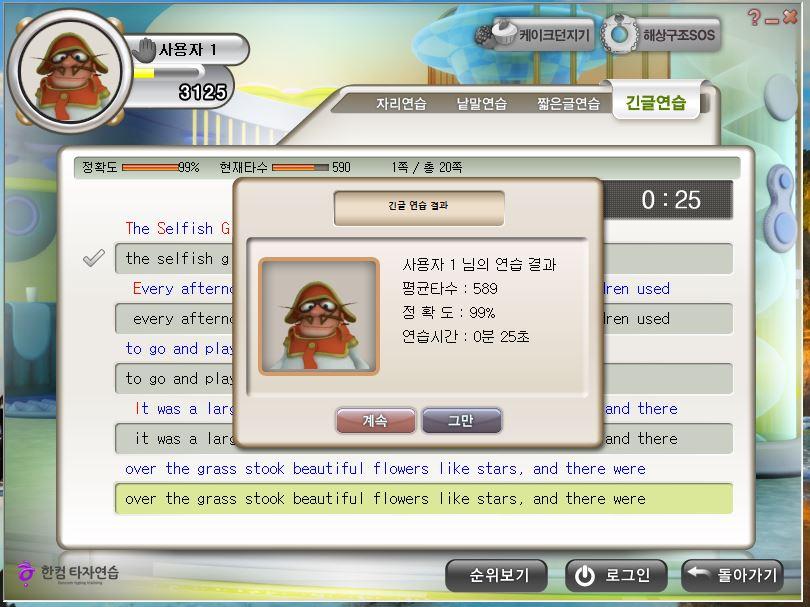 사용자 1
3125
케이크던지기
해상구조SOS
자리연습
낱말연습
짧은글연습
긴글연습
정확도 99% 현재타수 590 1쪽 / 총 20쪽
0 : 25
긴글 연습 결과
사용자 1 님의 연습 결과
평균타수 : 589
정 확 도 : 99%
연습시간 : 0분 25초
계속
그만
The Selfish G
the selfish g
Every afterno dren used
every afterno dren used
to go and play
to go and play
It was a larg and there
it was a larg and there
over the grass stook beautiful flowers like stars, and there were
over the grass stook beautiful flowers like stars, and there were
한컴 타자연습
순위보기
로그인
돌아가기